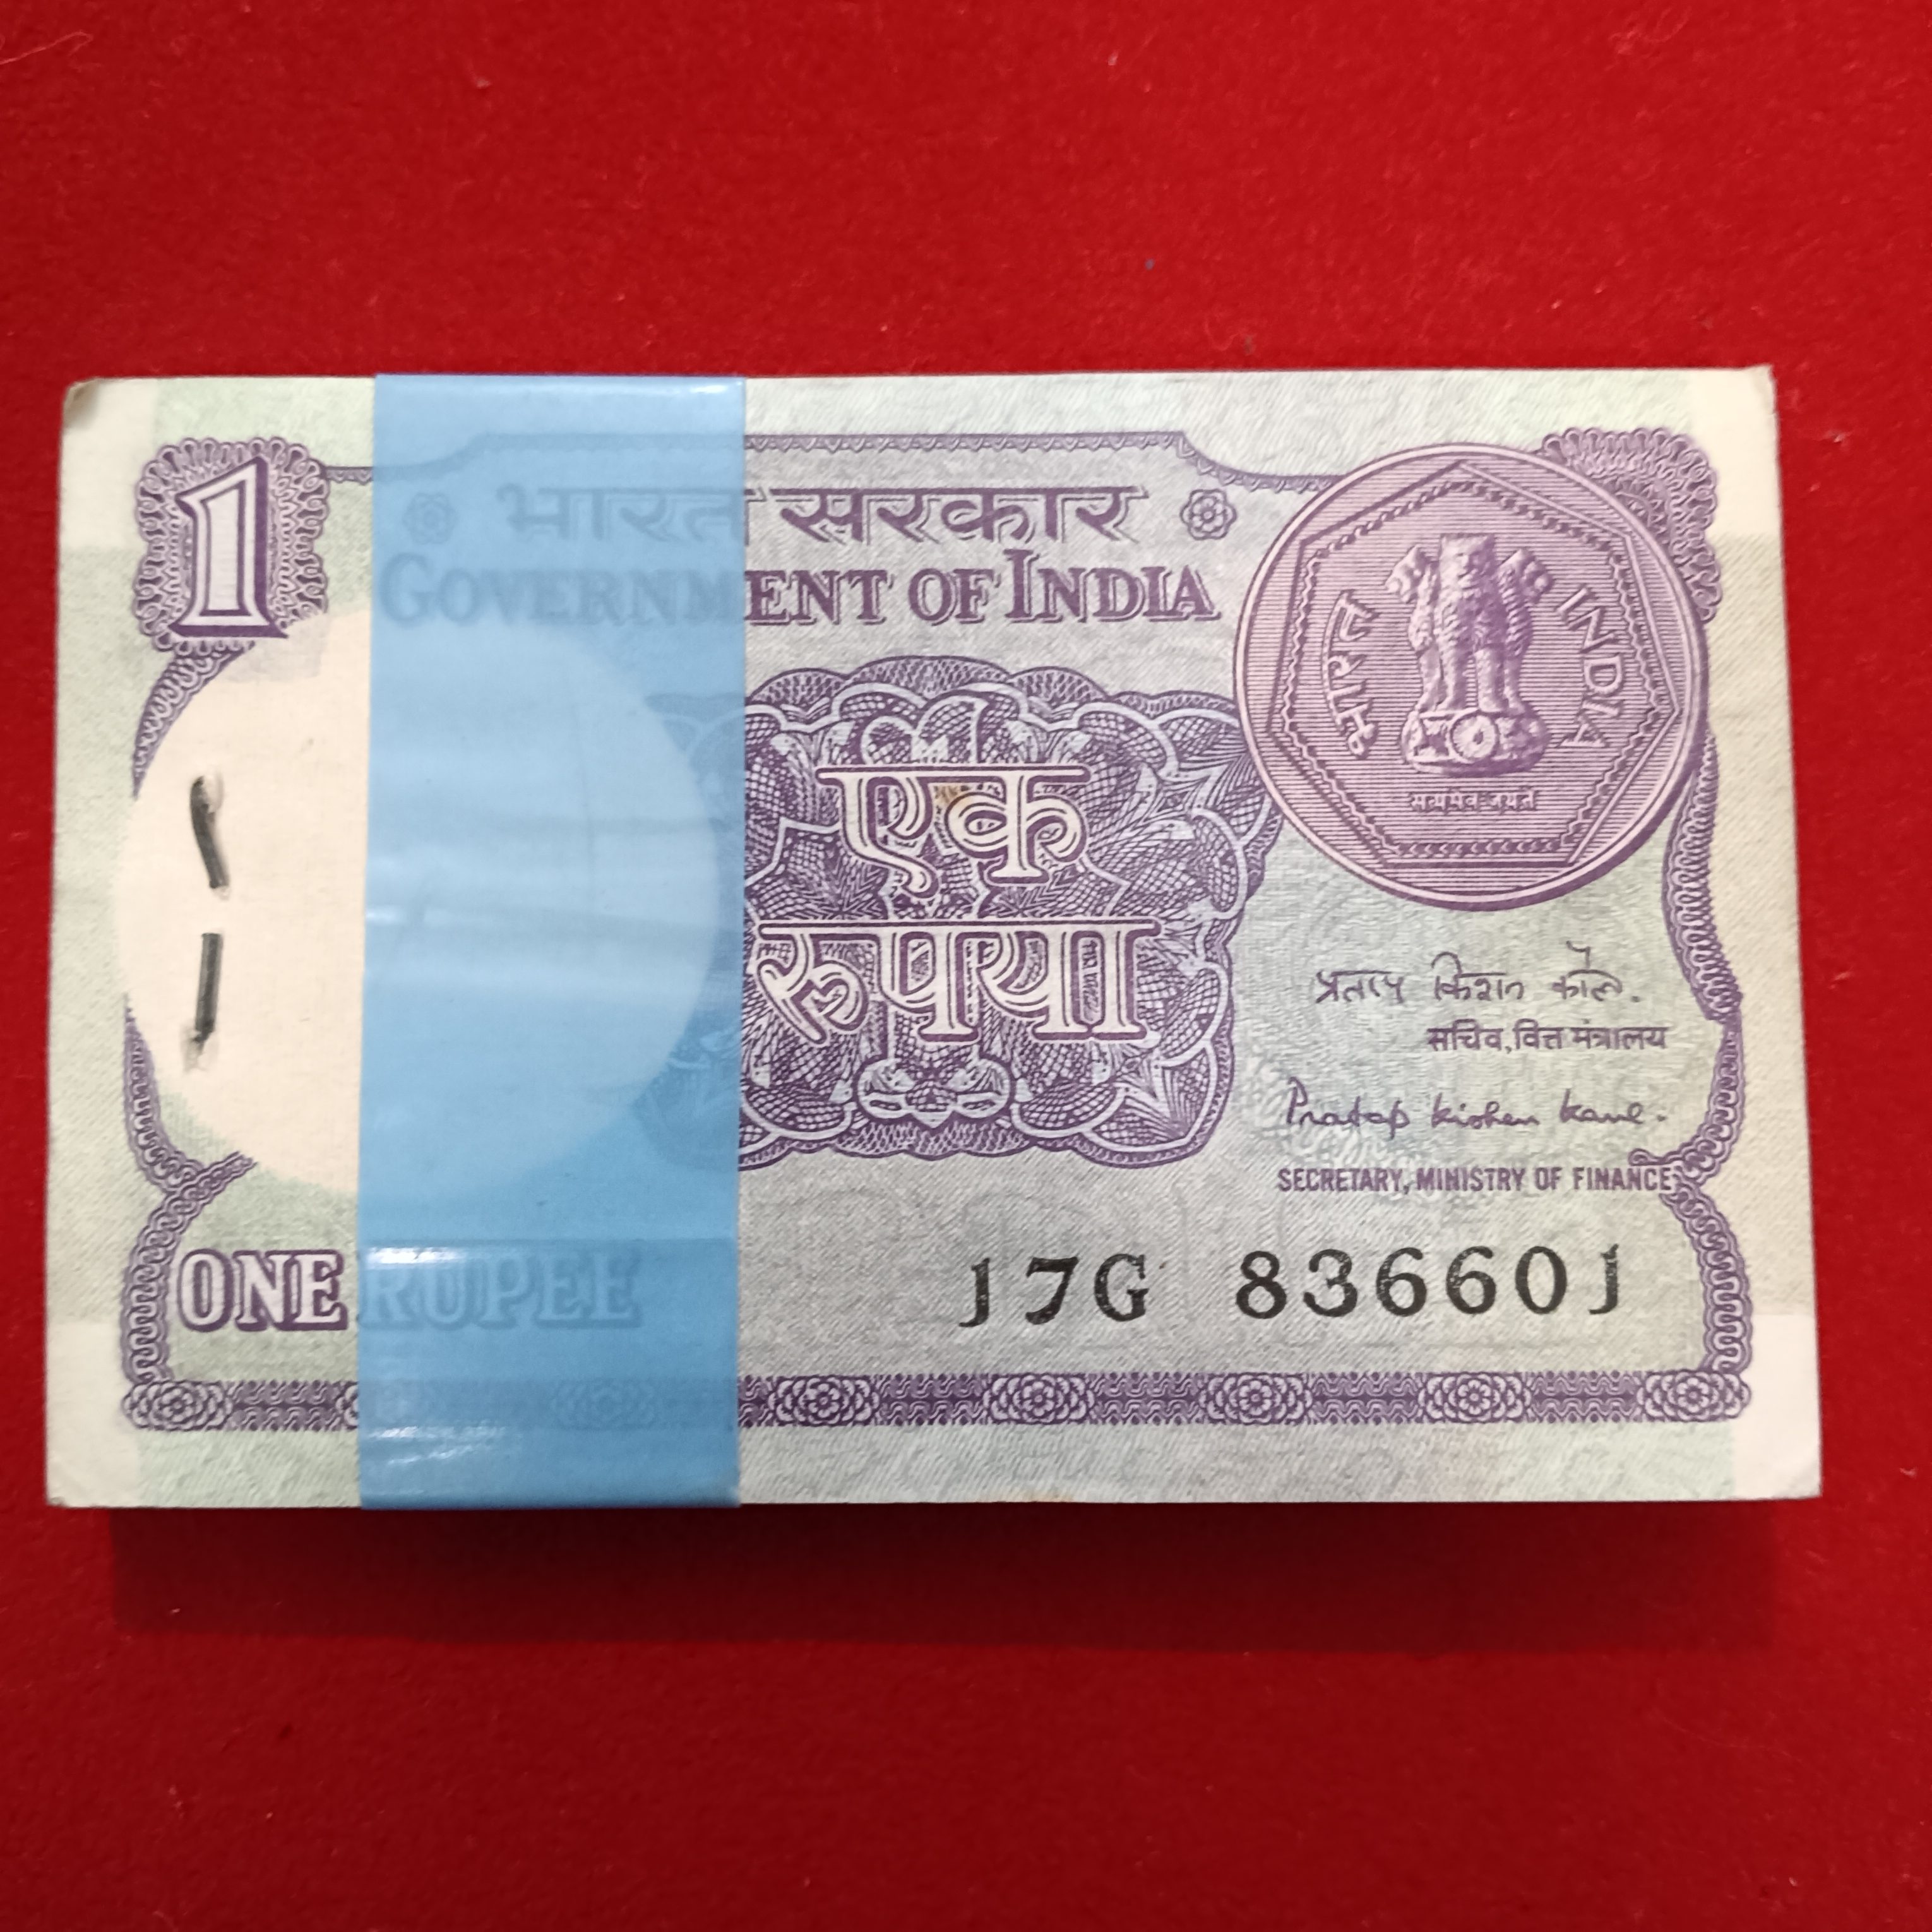 1
भारत सरकार
GOVERNMENT OF INDIA
भारत INDIA
सत्यमेव जयते
एक
रूपया
प्रताप किशन कौल.
सचिव, वित्त मंत्रालय
Pratap Kishen Kaul.
SECRETARY, MINISTRY OF FINANCE
ONE RUPEE
17G 836601